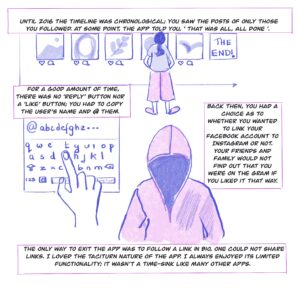 UNTIL 2016 THE TIMELINE WAS CHRONOLOGICAL; YOU SAW THE POSTS OF ONLY THOSE
YOU FOLLOWED. AT SOME POINT, THE APP TOLD YOU, ' THAT WAS ALL, ALL DONE '.
THE
END!
FOR A GOOD AMOUNT OF TIME,
THERE WAS NO 'REPLY' BUTTON NOR
A 'LIKE' BUTTON; YOU HAD TO COPY
THE USER'S NAME AND @ THEM.
@abcdefghz---
q w e t y u i o p
a s d h j k l
z x c b n m
123
BACK THEN, YOU HAD A
CHOICE AS TO
WHETHER YOU WANTED
TO LINK YOUR
FACEBOOK ACCOUNT TO
INSTAGRAM OR NOT.
YOUR FRIENDS AND
FAMILY WOULD NOT
FIND OUT THAT YOU
WERE ON THE GRAM IF
YOU LIKED IT THAT WAY.
THE ONLY WAY TO EXIT THE APP WAS TO FOLLOW A LINK IN BIO. ONE COULD NOT SHARE
LINKS. I LOVED THE TACITURN NATURE OF THE APP. I ALWAYS ENJOYED ITS LIMITED
FUNCTIONALITY; IT WASN'T A TIME-SINK LIKE MANY OTHER APPS.